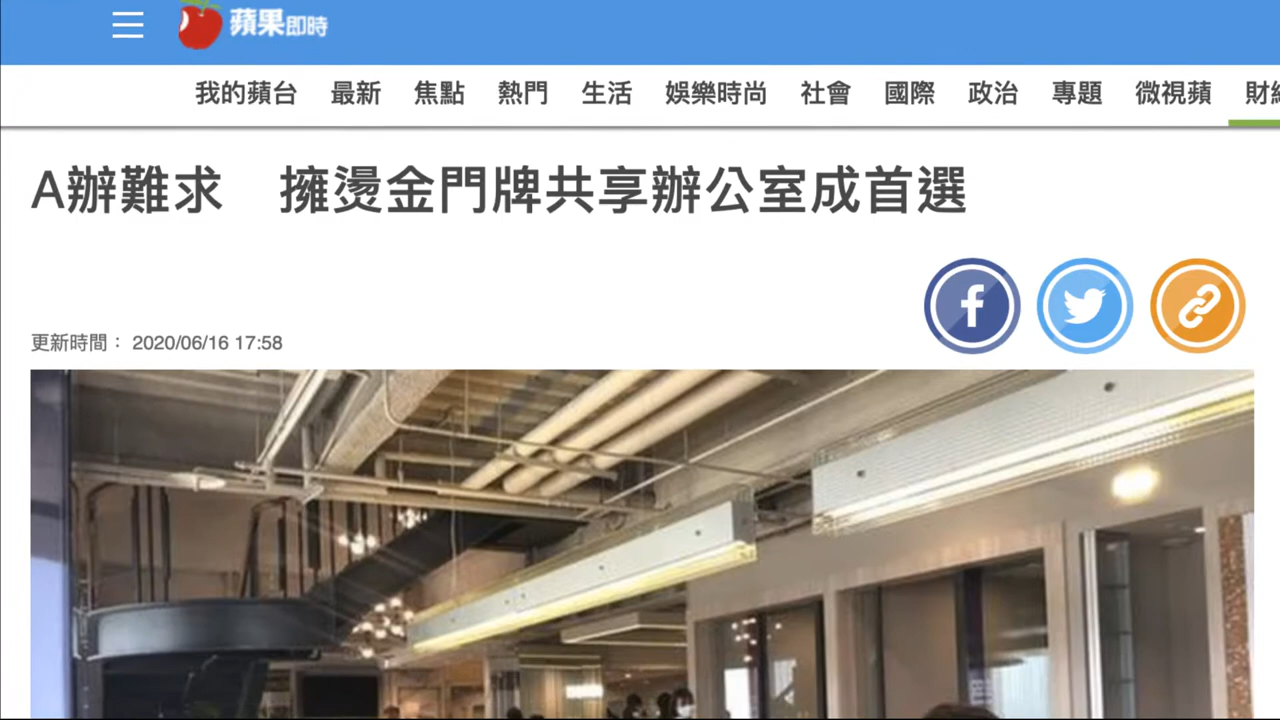 蘋果即時
我的蘋台 最新 焦點 熱門 生活 娛樂時尚 社會 國際 政治 專題 微視蘋 財經
A辦難求 擁燙金門牌共享辦公室成首選
更新時間： 2020/06/16 17:58